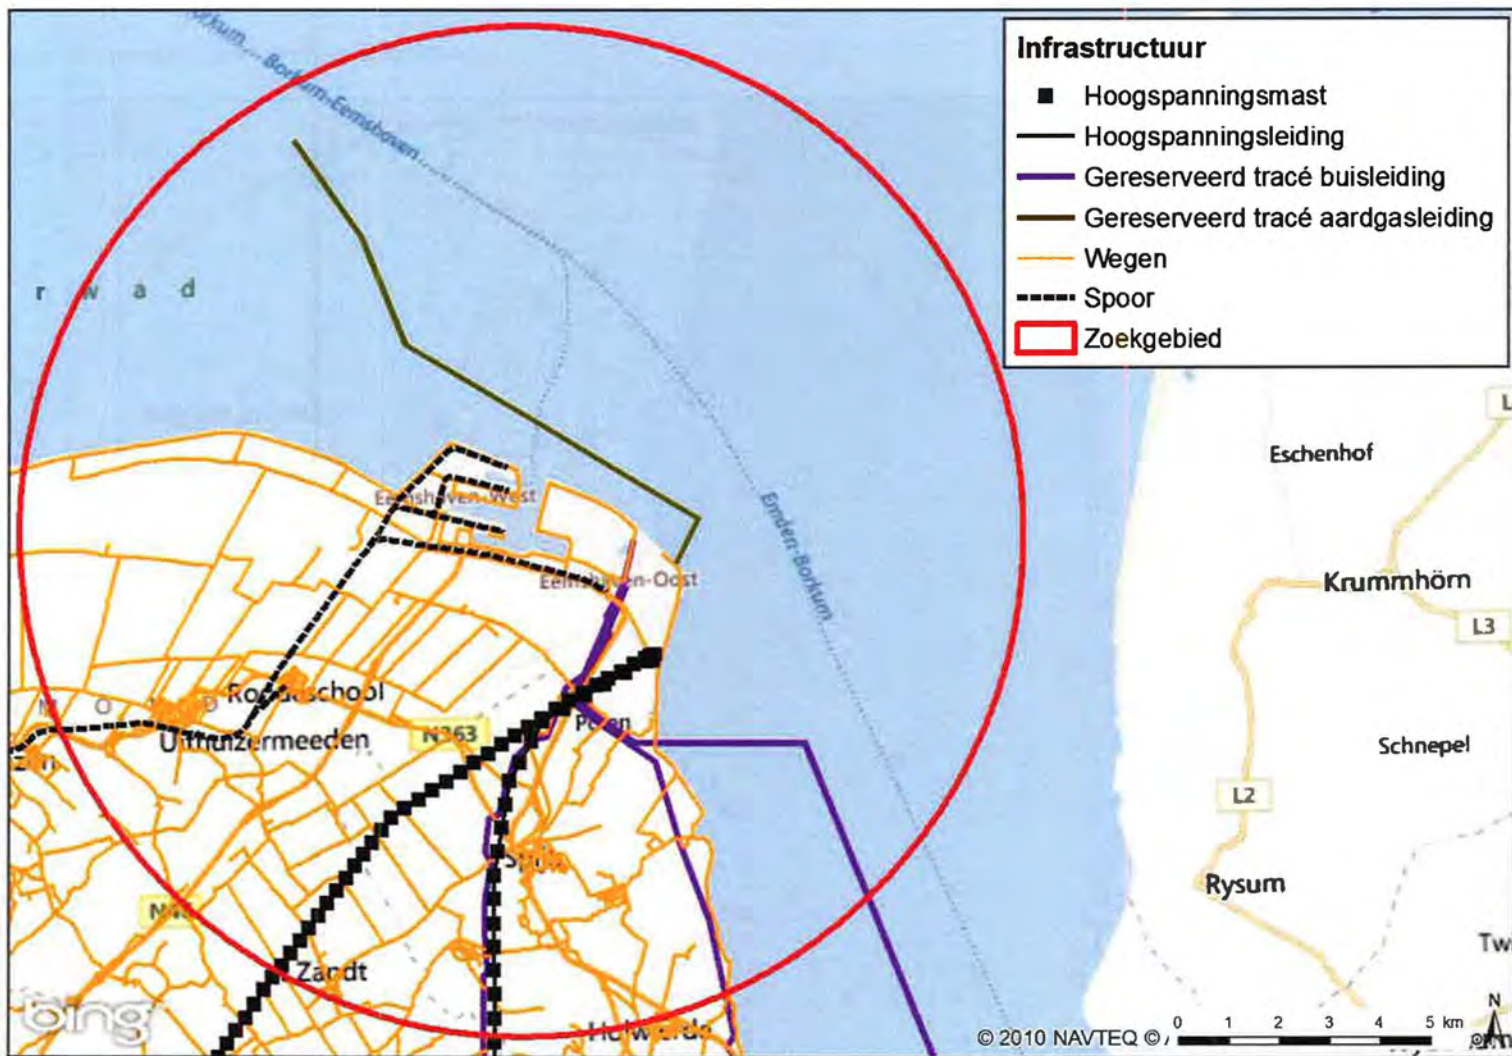 Infrastructuur
Hoogspanningsmast
Hoogspanningsleiding
Gereserveerd tracé buisleiding
Gereserveerd tracé aardgasleiding
Wegen
Spoor
Zoekgebied
Borkum-Eemshaven
r w a d
Eemshaven-West
Eemshaven-Oost
Emden-Borkum
Eschenhof
Krummhörn
L3
Roodeschool
M O
D
Uithuizermeeden
N363
Schnepel
L2
Rysum
Zandt
Holwierde
bing
© 2010 NAVTEQ ©
0 1 2 3 4 5 km
N